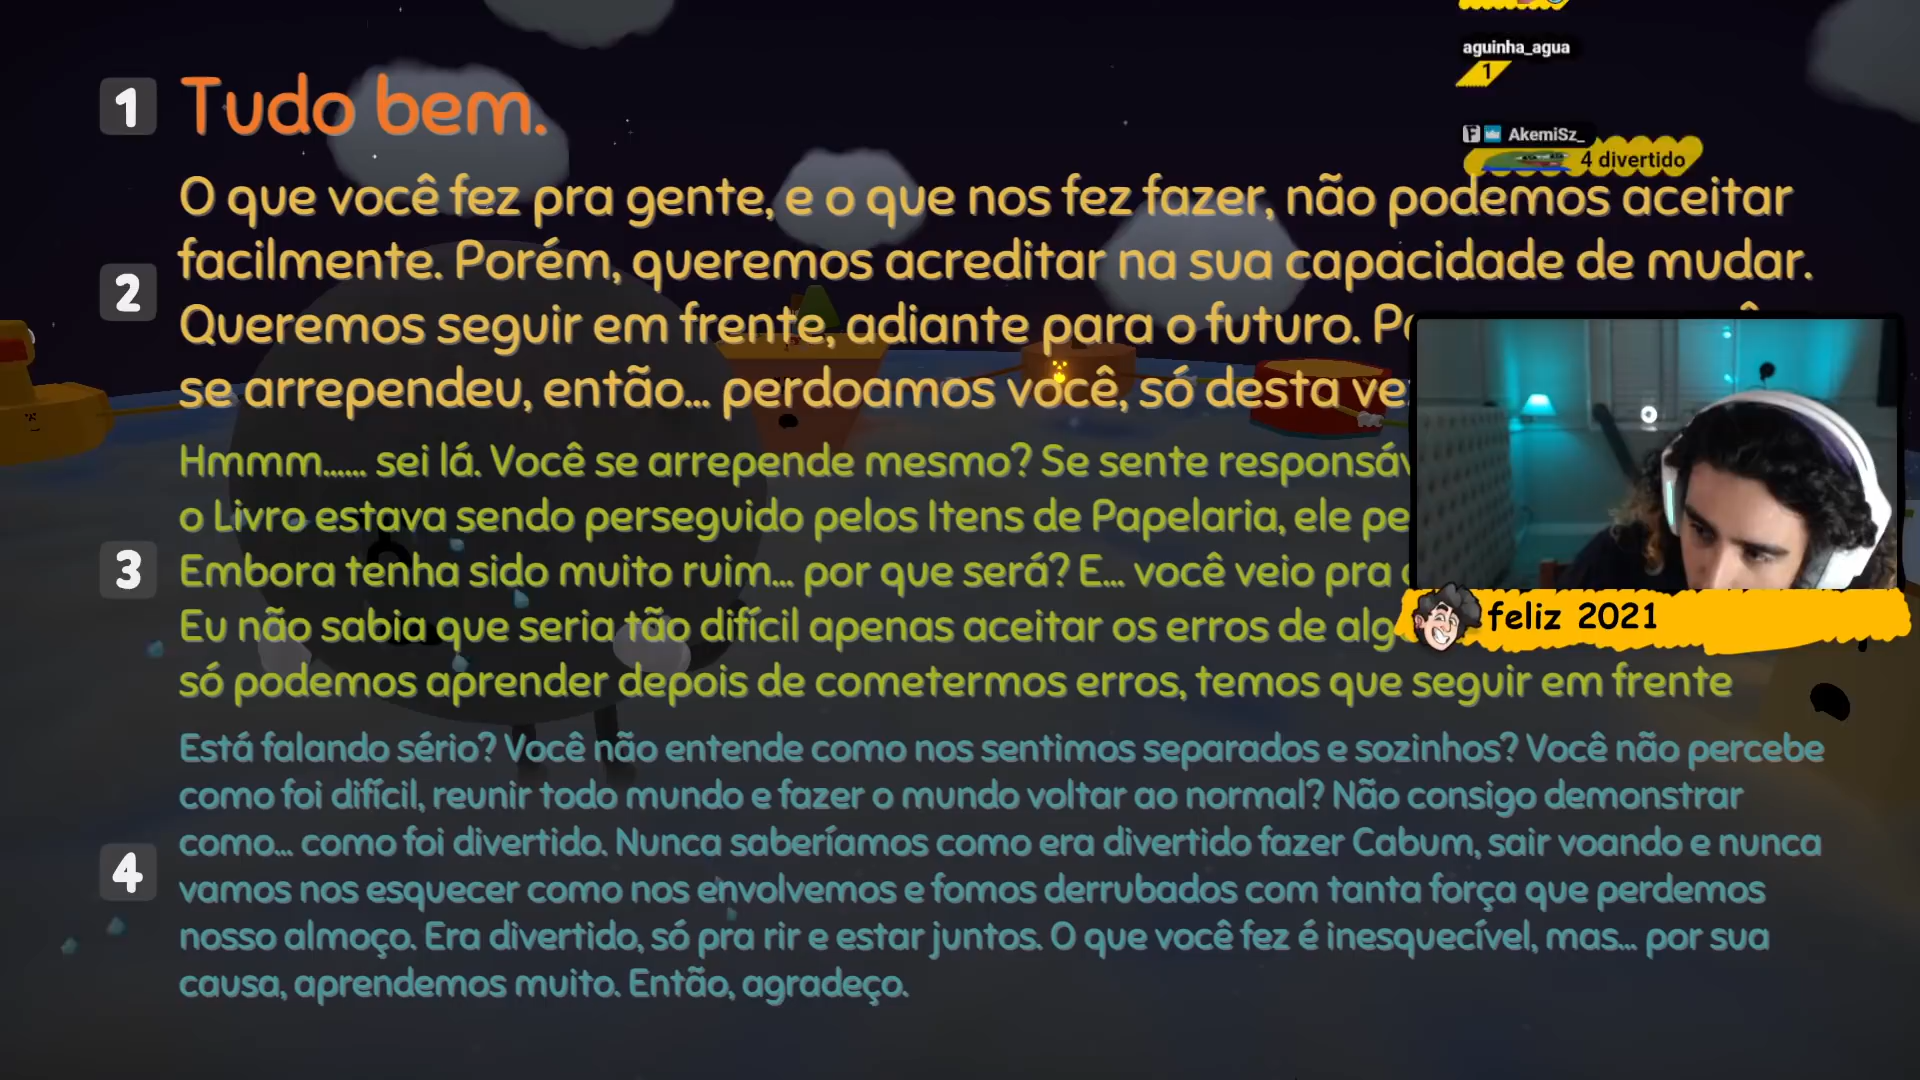 aguinha_agua
1
F AkemiSz_
4 divertido
1 Tudo bem.
O que você fez pra gente, e o que nos fez fazer, não podemos aceitar
facilmente. Porém, queremos acreditar na sua capacidade de mudar.
2
Queremos seguir em frente, adiante para o futuro.
se arrependeu, então... perdoamos você, só desta
Hmmm...... sei lá. Você se arrepende mesmo? Se sente
o Livro estava sendo perseguido pelos Itens de Papelaria, ele
3 Embora tenha sido muito ruim... por que será? E... você veio pra
Eu não sabia que seria tão difícil apenas aceitar os erros de
só podemos aprender depois de cometermos erros, temos que seguir em frente
feliz 2021
Está falando sério? Você não entende como nos sentimos separados e sozinhos? Você não percebe
como foi difícil, reunir todo mundo e fazer o mundo voltar ao normal? Não consigo demonstrar
como... como foi divertido. Nunca saberíamos como era divertido fazer Cabum, sair voando e nunca
4
vamos nos esquecer como nos envolvemos e fomos derrubados com tanta força que perdemos
nosso almoço. Era divertido, só pra rir e estar juntos. O que você fez é inesquecível, mas... por sua
causa, aprendemos muito. Então, agradeço.